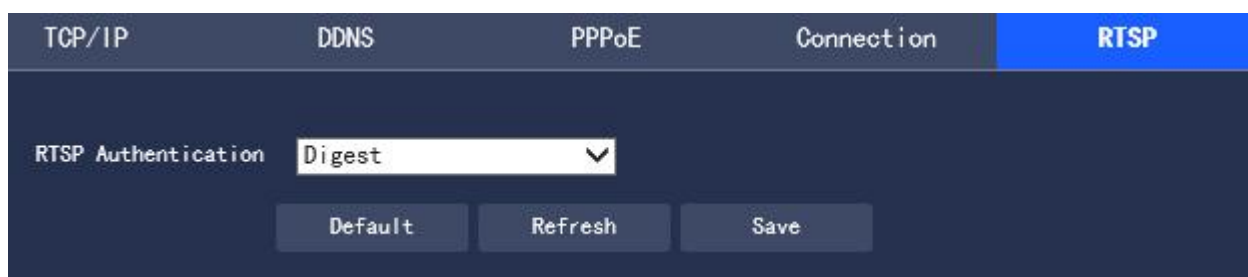 TCP/IP DDNS PPPoE Connection RTSP
RTSP Authentication Digest
Default Refresh Save